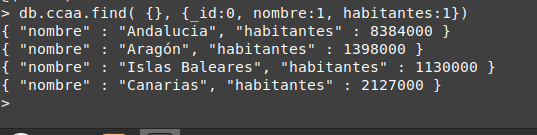 > db.ccaa.find( {}, {_id:0, nombre:1, habitantes:1})
{ "nombre" : "Andalucia", "habitantes" : 8384000 }
{ "nombre" : "Aragón", "habitantes" : 1398000 }
{ "nombre" : "Islas Baleares", "habitantes" : 1130000 }
{ "nombre" : "Canarias", "habitantes" : 2127000 }
>